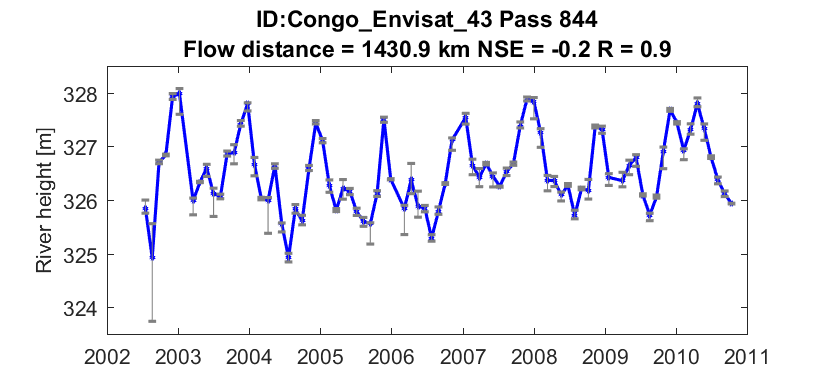 ID:Congo_Envisat_43 Pass 844
Flow distance = 1430.9 km NSE = -0.2 R = 0.9
River height [m]
328
327
326
325
324
2002 2003 2004 2005 2006 2007 2008 2009 2010 2011